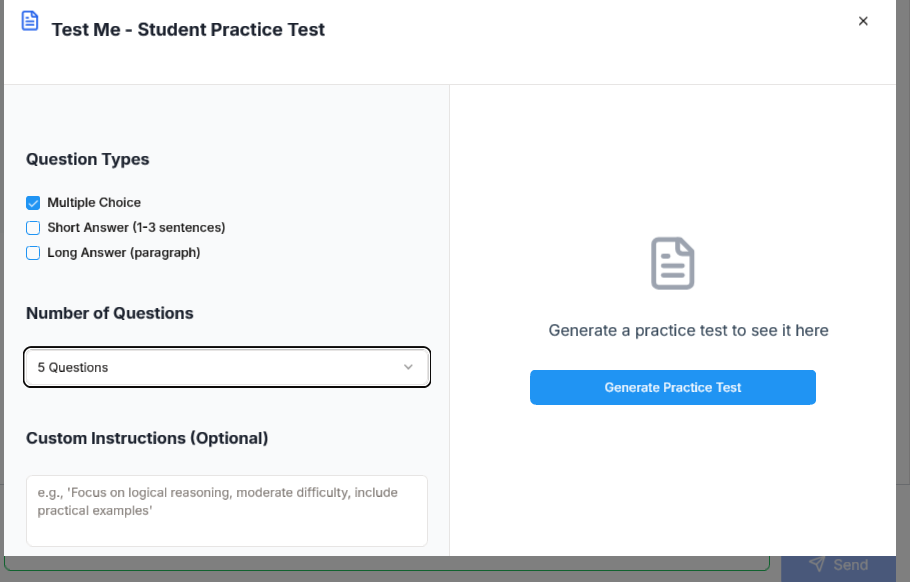 Test Me - Student Practice Test
Question Types
Multiple Choice
Short Answer (1-3 sentences)
Long Answer (paragraph)
Number of Questions
5 Questions
Custom Instructions (Optional)
e.g., 'Focus on logical reasoning, moderate difficulty, include
practical examples'
Generate a practice test to see it here
Generate Practice Test
Send